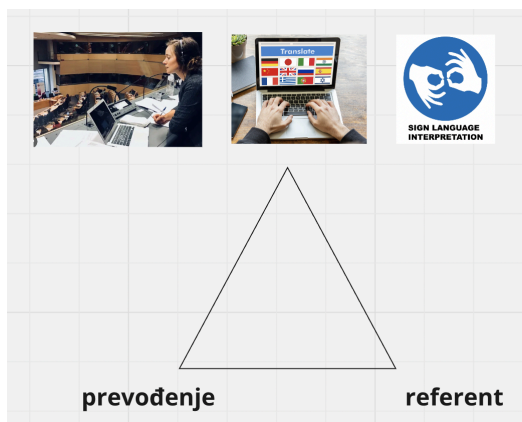 Translate
SIGN LANGUAGE
INTERPRETATION
prevođenje
referent